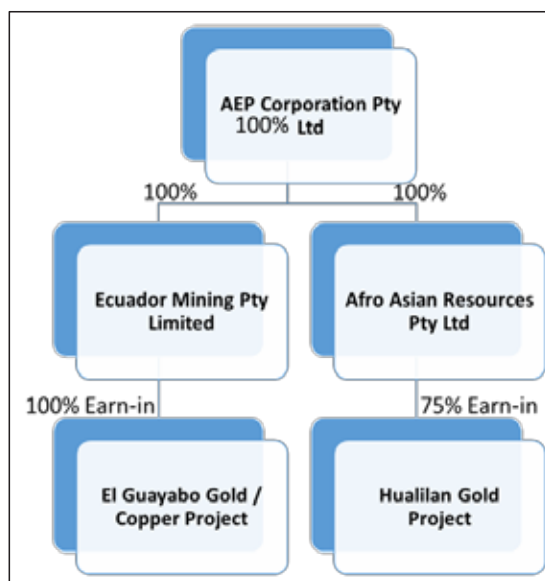 AEP Corporation Pty
100% Ltd
100%
100%
Ecuador Mining Pty
Limited
Afro Asian Resources
Pty Ltd
100% Earn-in
75% Earn-in
El Guayabo Gold /
Copper Project
Hualilan Gold
Project